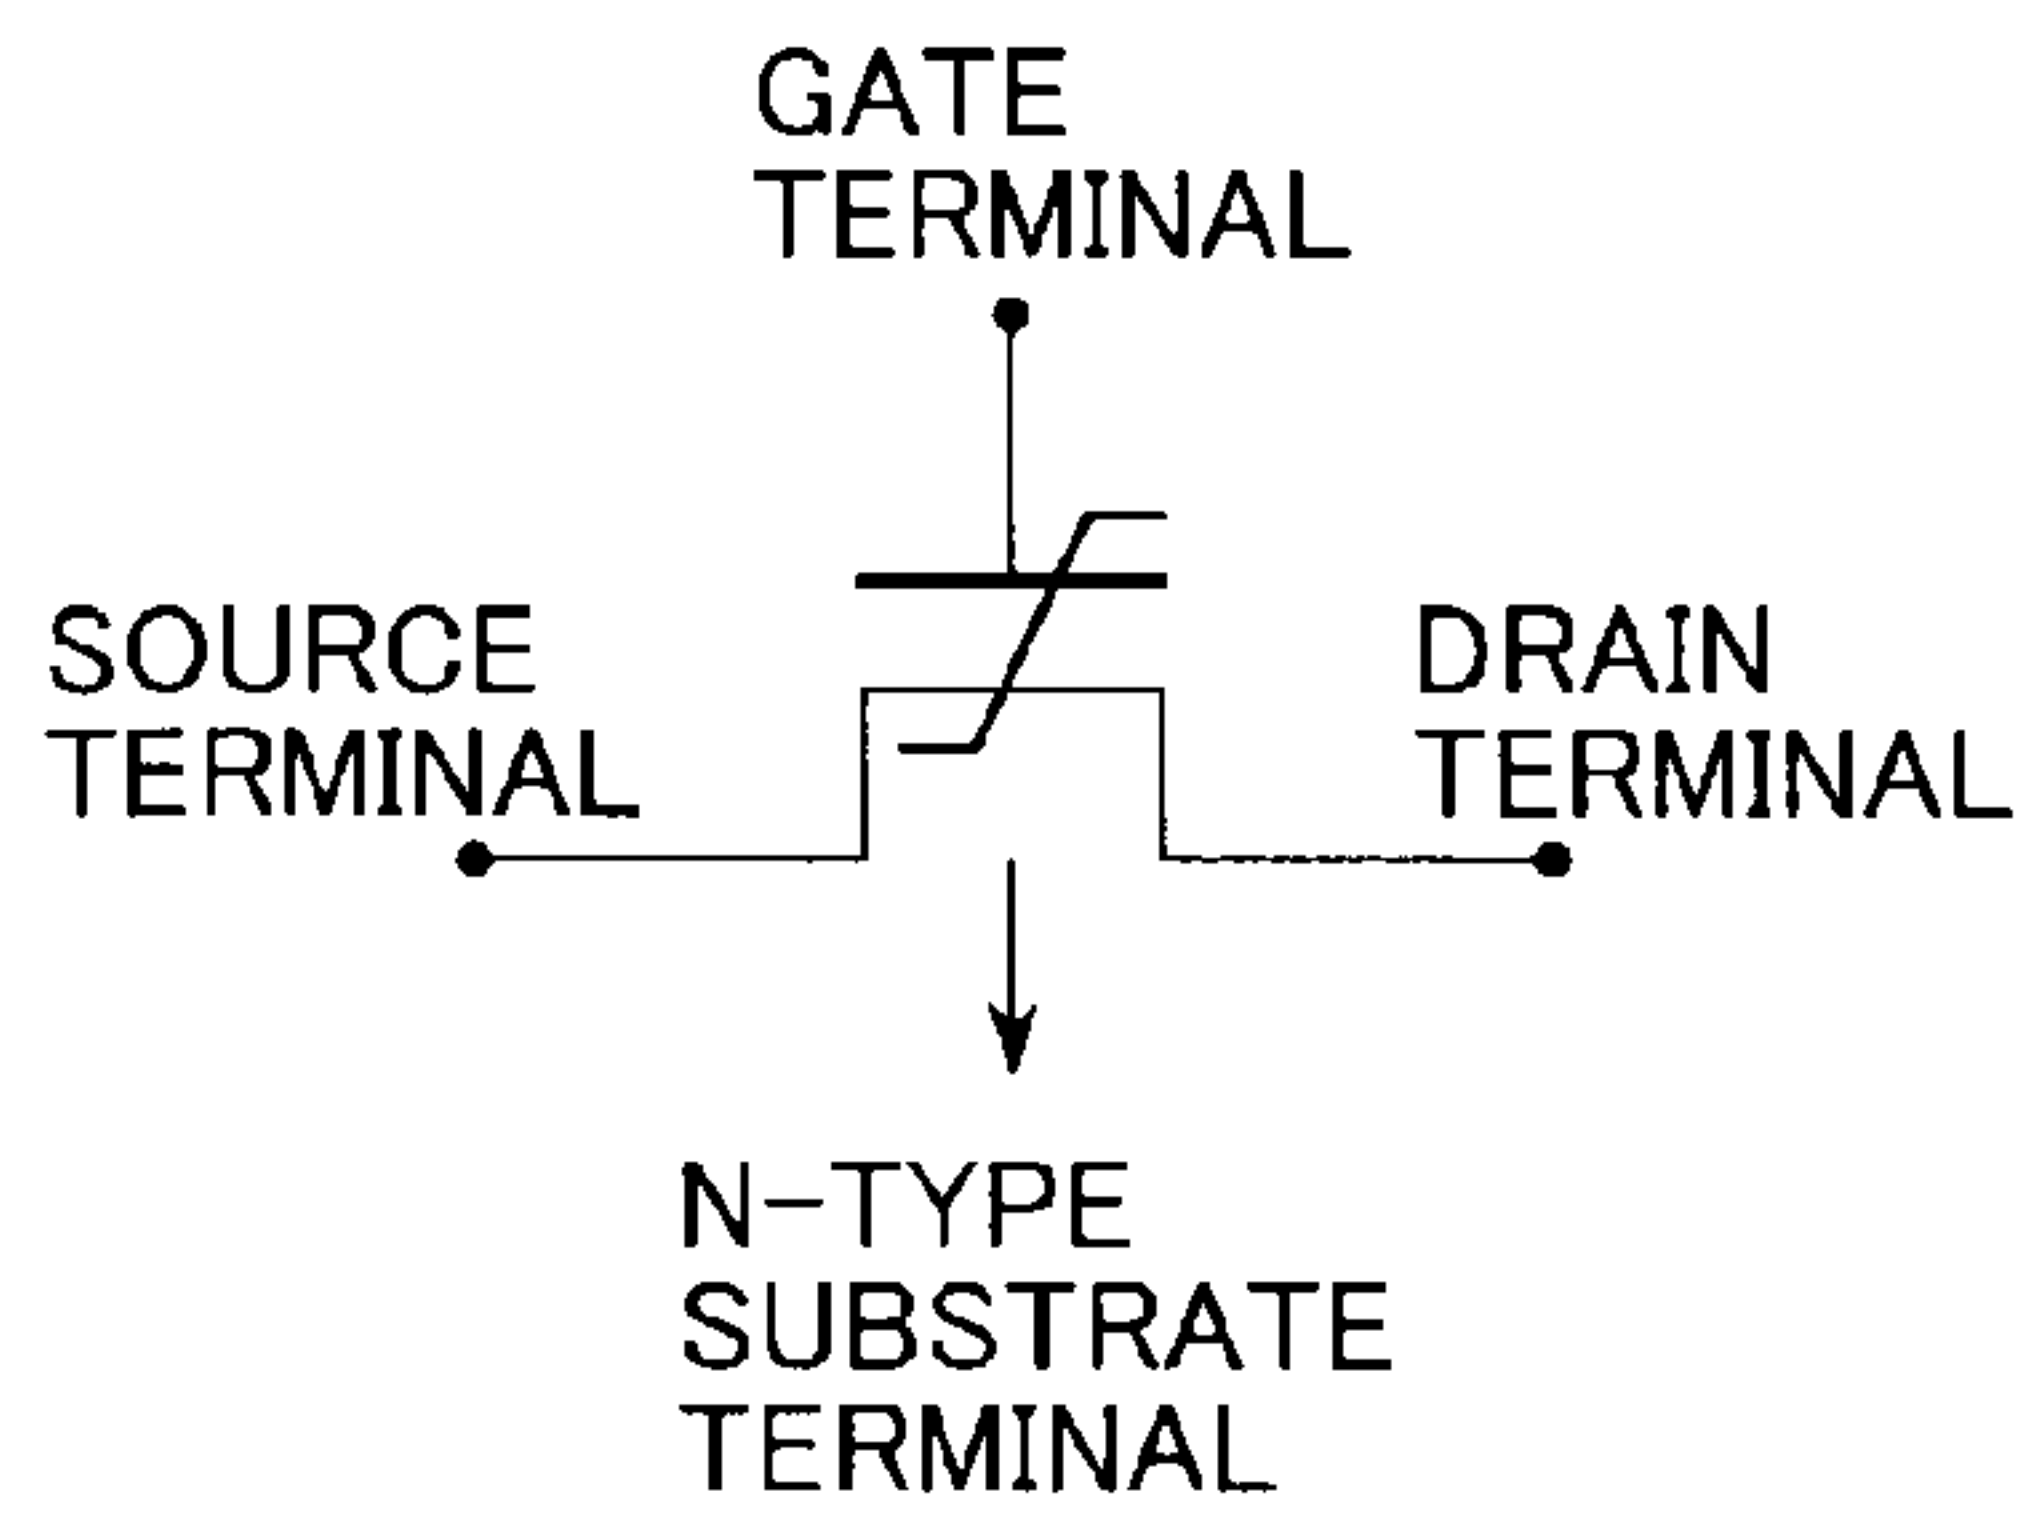 GATE
TERMINAL
SOURCE
TERMINAL
DRAIN
TERMINAL
N-TYPE
SUBSTRATE
TERMINAL